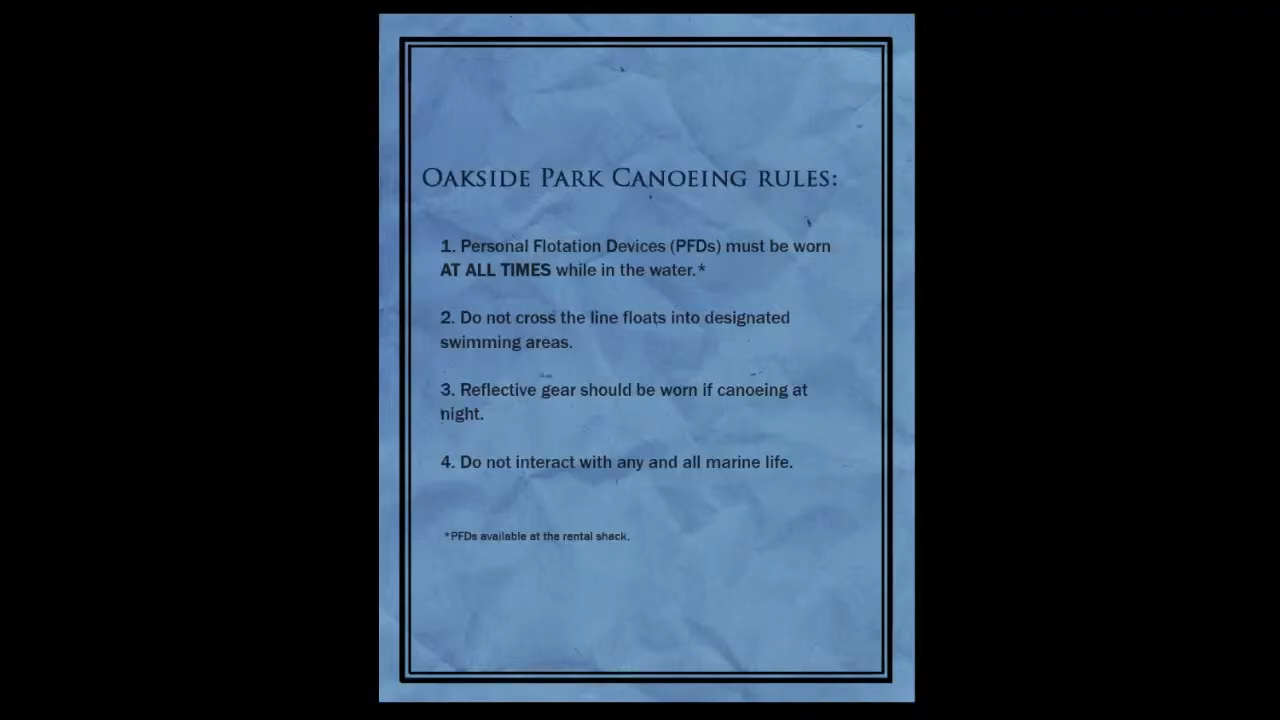 OAKSIDE PARK CANOEING RULES:
1. Personal Flotation Devices (PFDs) must be worn
AT ALL TIMES while in the water.*
2. Do not cross the line floats into designated
swimming areas.
3. Reflective gear should be worn if canoeing at
night.
4. Do not interact with any and all marine life.
*PFDs available at the rental shack.